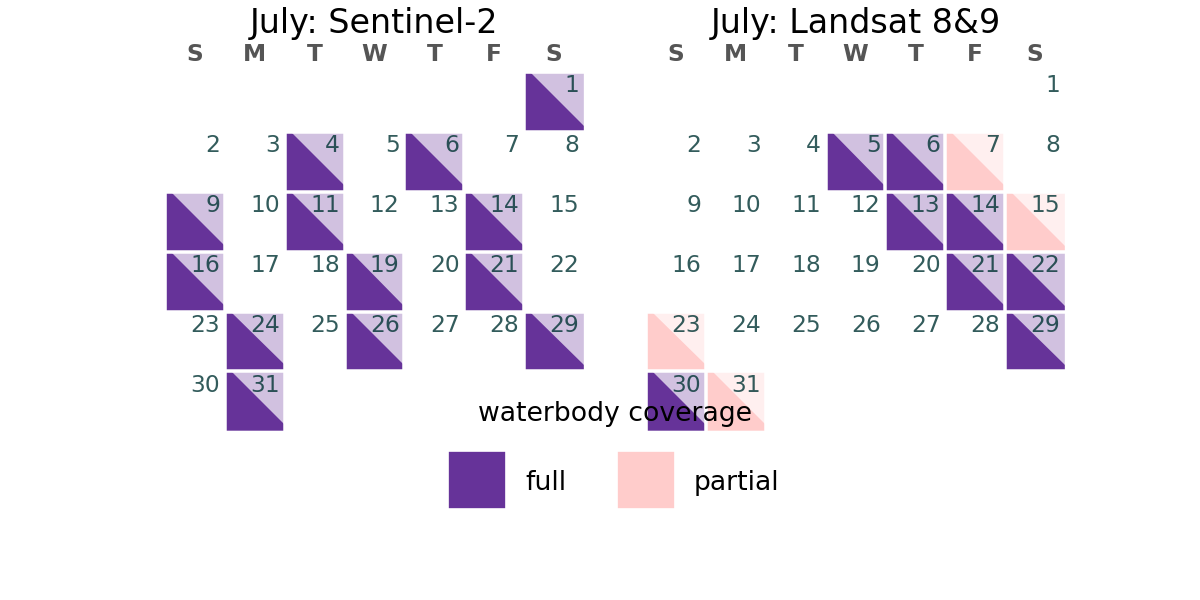 July: Sentinel-2
S M T W T F S
1
2 3 4 5 6 7 8
9 10 11 12 13 14 15
16 17 18 19 20 21 22
23 24 25 26 27 28 29
30 31
July: Landsat 8&9
S M T W T F S
1
2 3 4 5 6 7 8
9 10 11 12 13 14 15
16 17 18 19 20 21 22
23 24 25 26 27 28 29
30 31
waterbody coverage
full partial